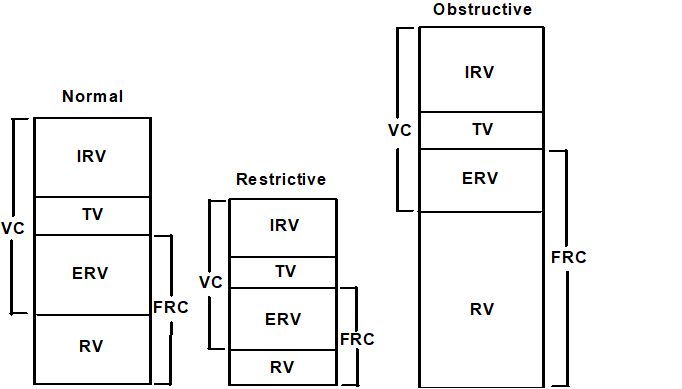 Normal
IRV
TV
VC
ERV
FRC
RV
Restrictive
IRV
TV
VC
ERV
FRC
RV
Obstructive
IRV
VC
TV
ERV
FRC
RV